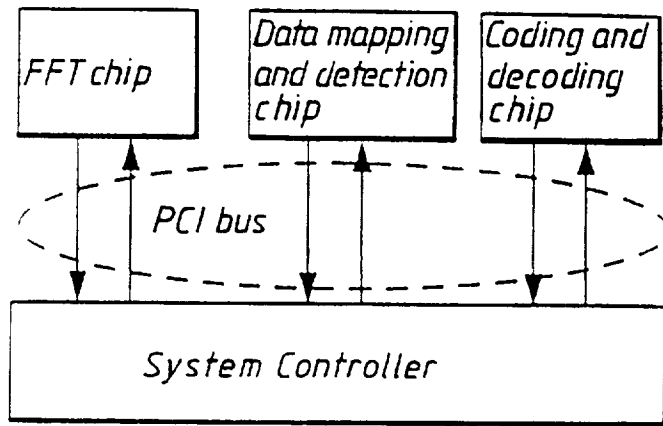 FFT chip
Data mapping
and detection
chip
Coding and
decoding
chip
PCI bus
System Controller